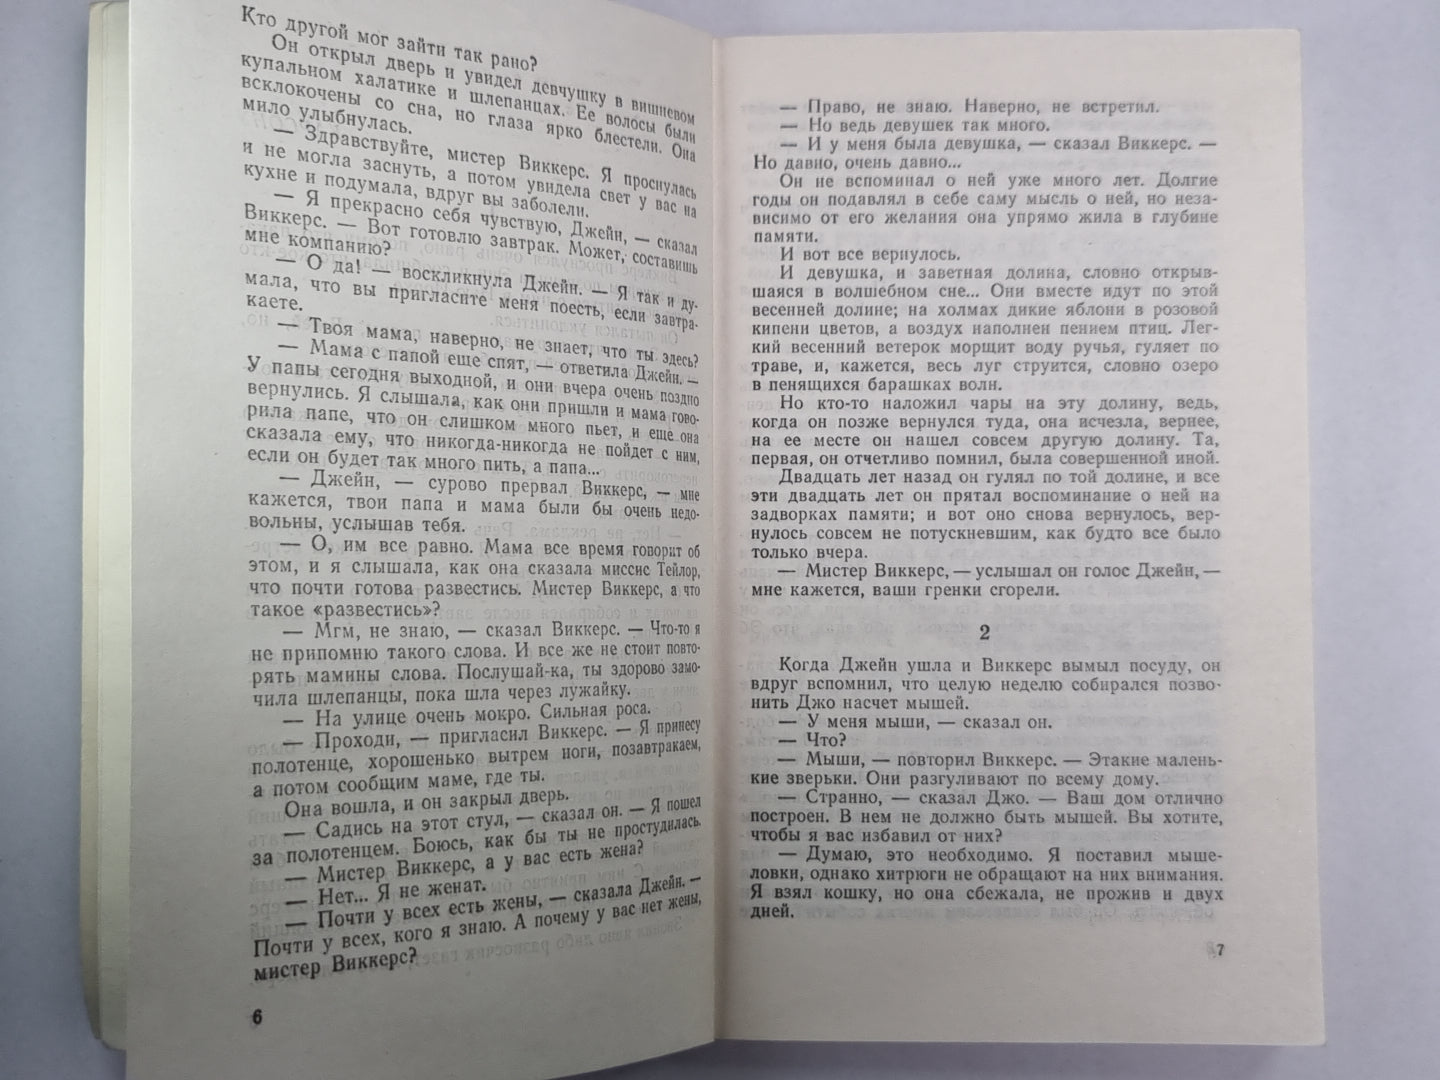 Кто другой мог зайти так рано?
Он открыл дверь и увидел девчушку в вишневом
купальном халатике и шлепанцах. Ее волосы были
всклокочены со сна, но глаза ярко блестели. Она
мило улыбнулась.
— Здравствуйте, мистер Виккерс. Я проснулась
и не могла заснуть, а потом увидела свет у вас на
кухне и подумала, вдруг вы заболели.
— Я прекрасно себя чувствую, Джейн, — сказал
Виккерс. — Вот готовлю завтрак. Может, составишь
мне компанию?
— О да! — воскликнула Джейн. — Я так и ду-
мала, что вы пригласите меня поесть, если завтра-
каете.
— Твоя мама, наверно, не знает, что ты здесь?
— Мама с папой еще спят, — ответила Джейн. —
У папы сегодня выходной, и они вчера очень поздно
вернулись. Я слышала, как они пришли и мама гово-
рила папе, что он слишком много пьет, и еще она
сказала ему, что никогда-никогда не пойдет с ним,
если он будет так много пить, а папа...
— Джейн, — сурово прервал Виккерс, — мне
кажется, твои папа и мама были бы очень недо-
вольны, услышав тебя.
— О, им все равно. Мама все время говорит об
этом, и я слышала, как она сказала миссис Тейлор,
что почти готова развестись. Мистер Виккерс, а что
такое «развестись»?
— Мгм, не знаю, — сказал Виккерс. — Что-то я
не припомню такого слова. И все же не стоит повто-
рять мамины слова. Послушай-ка, ты здорово замо-
чила шлепанцы, пока шла через лужайку.
— На улице очень мокро. Сильная роса.
— Проходи, — пригласил Виккерс. — Я принесу
полотенце, хорошенько вытрем ноги, позавтракаем,
а потом сообщим маме, где ты.
Она вошла, и он закрыл дверь.
— Садись на этот стул, — сказал он. — Я пошел
за полотенцем. Боюсь, как бы ты не простудилась.
— Мистер Виккерс, а у вас есть жена?
— Нет... Я не женат.
— Почти у всех есть жены, — сказала Джейн. —
Почти у всех, кого я знаю. А почему у вас нет жены,
мистер Виккерс?
6
— Право, не знаю. Наверно, не встретил.
— Но ведь девушек так много.
— И у меня была девушка, — сказал Виккерс. —
Но давно, очень давно...
Он не вспоминал о ней уже много лет. Долгие
годы он подавлял в себе саму мысль о ней, но неза-
висимо от его желания она упрямо жила в глубине
памяти.
И вот все вернулось.
И девушка, и заветная долина, словно открыв-
шаяся в волшебном сне... Они вместе идут по этой
весенней долине; на холмах дикие яблони в розовой
кипени цветов, а воздух наполнен пением птиц. Лег-
кий весенний ветерок морщит воду ручья, гуляет по
траве, и, кажется, весь луг струится, словно озеро
в пенящихся барашках волн.
Но кто-то наложил чары на эту долину, ведь,
когда он позже вернулся туда, она исчезла, вернее,
на ее месте он нашел совсем другую долину. Та,
первая, он отчетливо помнил, была совершенной иной.
Двадцать лет назад он гулял по той долине, и все
эти двадцать лет он прятал воспоминание о ней на
задворках памяти; и вот оно снова вернулось, вер-
нулось совсем не потускневшим, как будто все было
только вчера.
— Мистер Виккерс, — услышал он голос Джейн, —
мне кажется, ваши гренки сгорели.
2
Когда Джейн ушла и Виккерс вымыл посуду, он
вдруг вспомнил, что целую неделю собирался позво-
нить Джо насчет мышей.
— У меня мыши, — сказал он.
— Что?
— Мыши, — повторил Виккерс. — Этакие малень-
кие зверьки. Они разгуливают по всему дому.
— Странно, — сказал Джо. — Ваш дом отлично
построен. В нем не должно быть мышей. Вы хотите,
чтобы я вас избавил от них?
— Думаю, это необходимо. Я поставил мыше-
ловки, однако хитрюги не обращают на них внимания.
Я взял кошку, но она сбежала, не прожив и двух
дней.
7